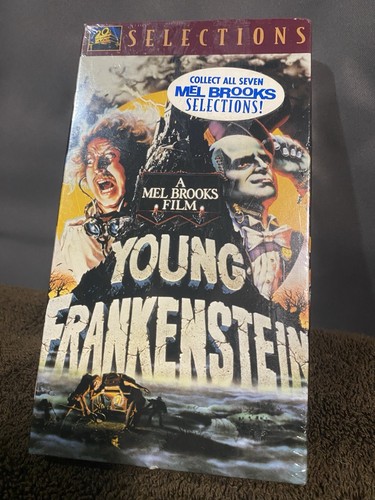 SELECTIONS
COLLECT ALL SEVEN
MEL BROOKS
SELECTIONS!
A
MEL BROOKS
FILM
YOUNG
FRANKENSTEIN